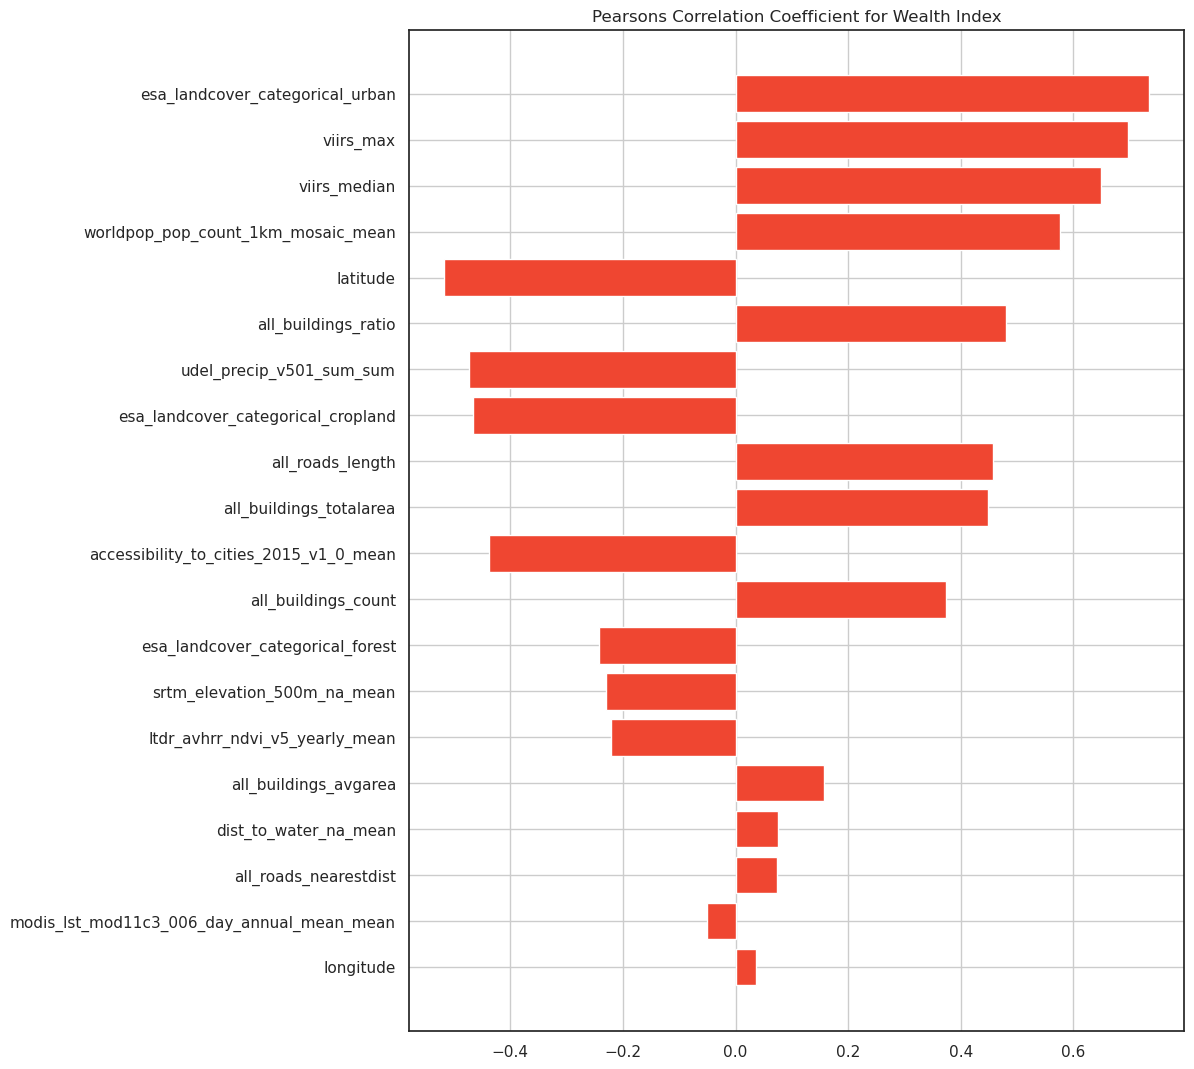 Pearsons Correlation Coefficient for Wealth Index
esa_landcover_categorical_urban
viirs_max
viirs_median
worldpop_pop_count_1km_mosaic_mean
latitude
all_buildings_ratio
udel_precip_v501_sum_sum
esa_landcover_categorical_cropland
all_roads_length
all_buildings_totalarea
accessibility_to_cities_2015_v1_0_mean
all_buildings_count
esa_landcover_categorical_forest
srtm_elevation_500m_na_mean
ltdr_avhrr_ndvi_v5_yearly_mean
all_buildings_avgarea
dist_to_water_na_mean
all_roads_nearestdist
modis_lst_mod11c3_006_day_annual_mean_mean
longitude
−0.4 −0.2 0.0 0.2 0.4 0.6